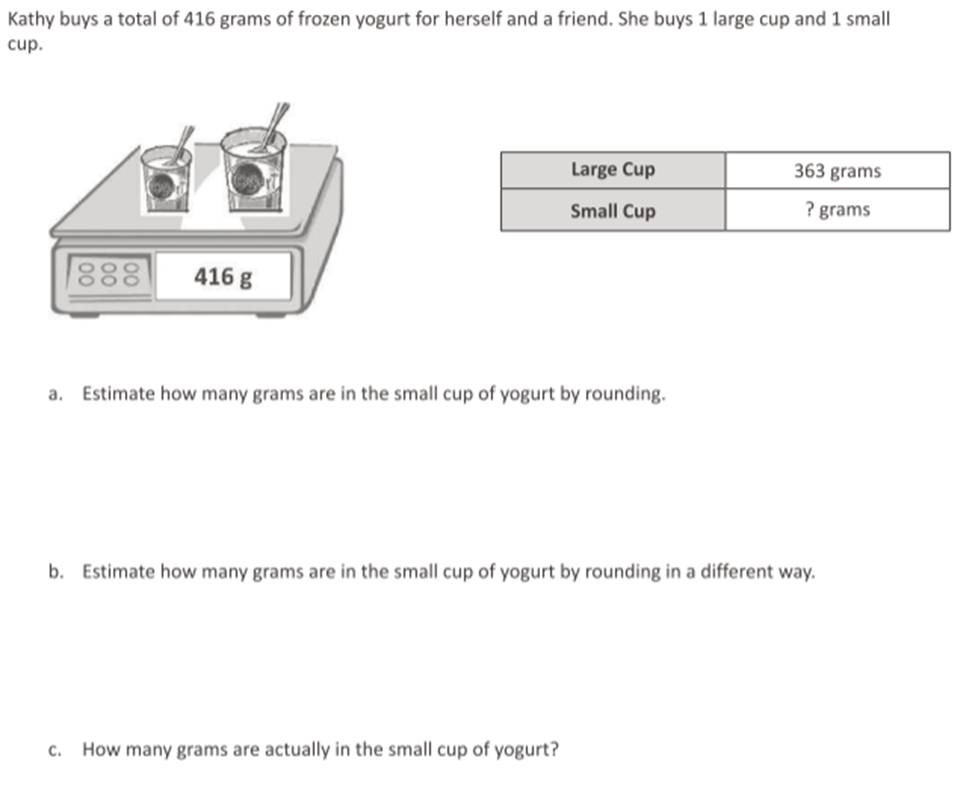 Kathy buys a total of 416 grams of frozen yogurt for herself and a friend. She buys 1 large cup and 1 small
cup.
Large Cup 363 grams
Small Cup ? grams
416 g
a. Estimate how many grams are in the small cup of yogurt by rounding.
b. Estimate how many grams are in the small cup of yogurt by rounding in a different way.
c. How many grams are actually in the small cup of yogurt?